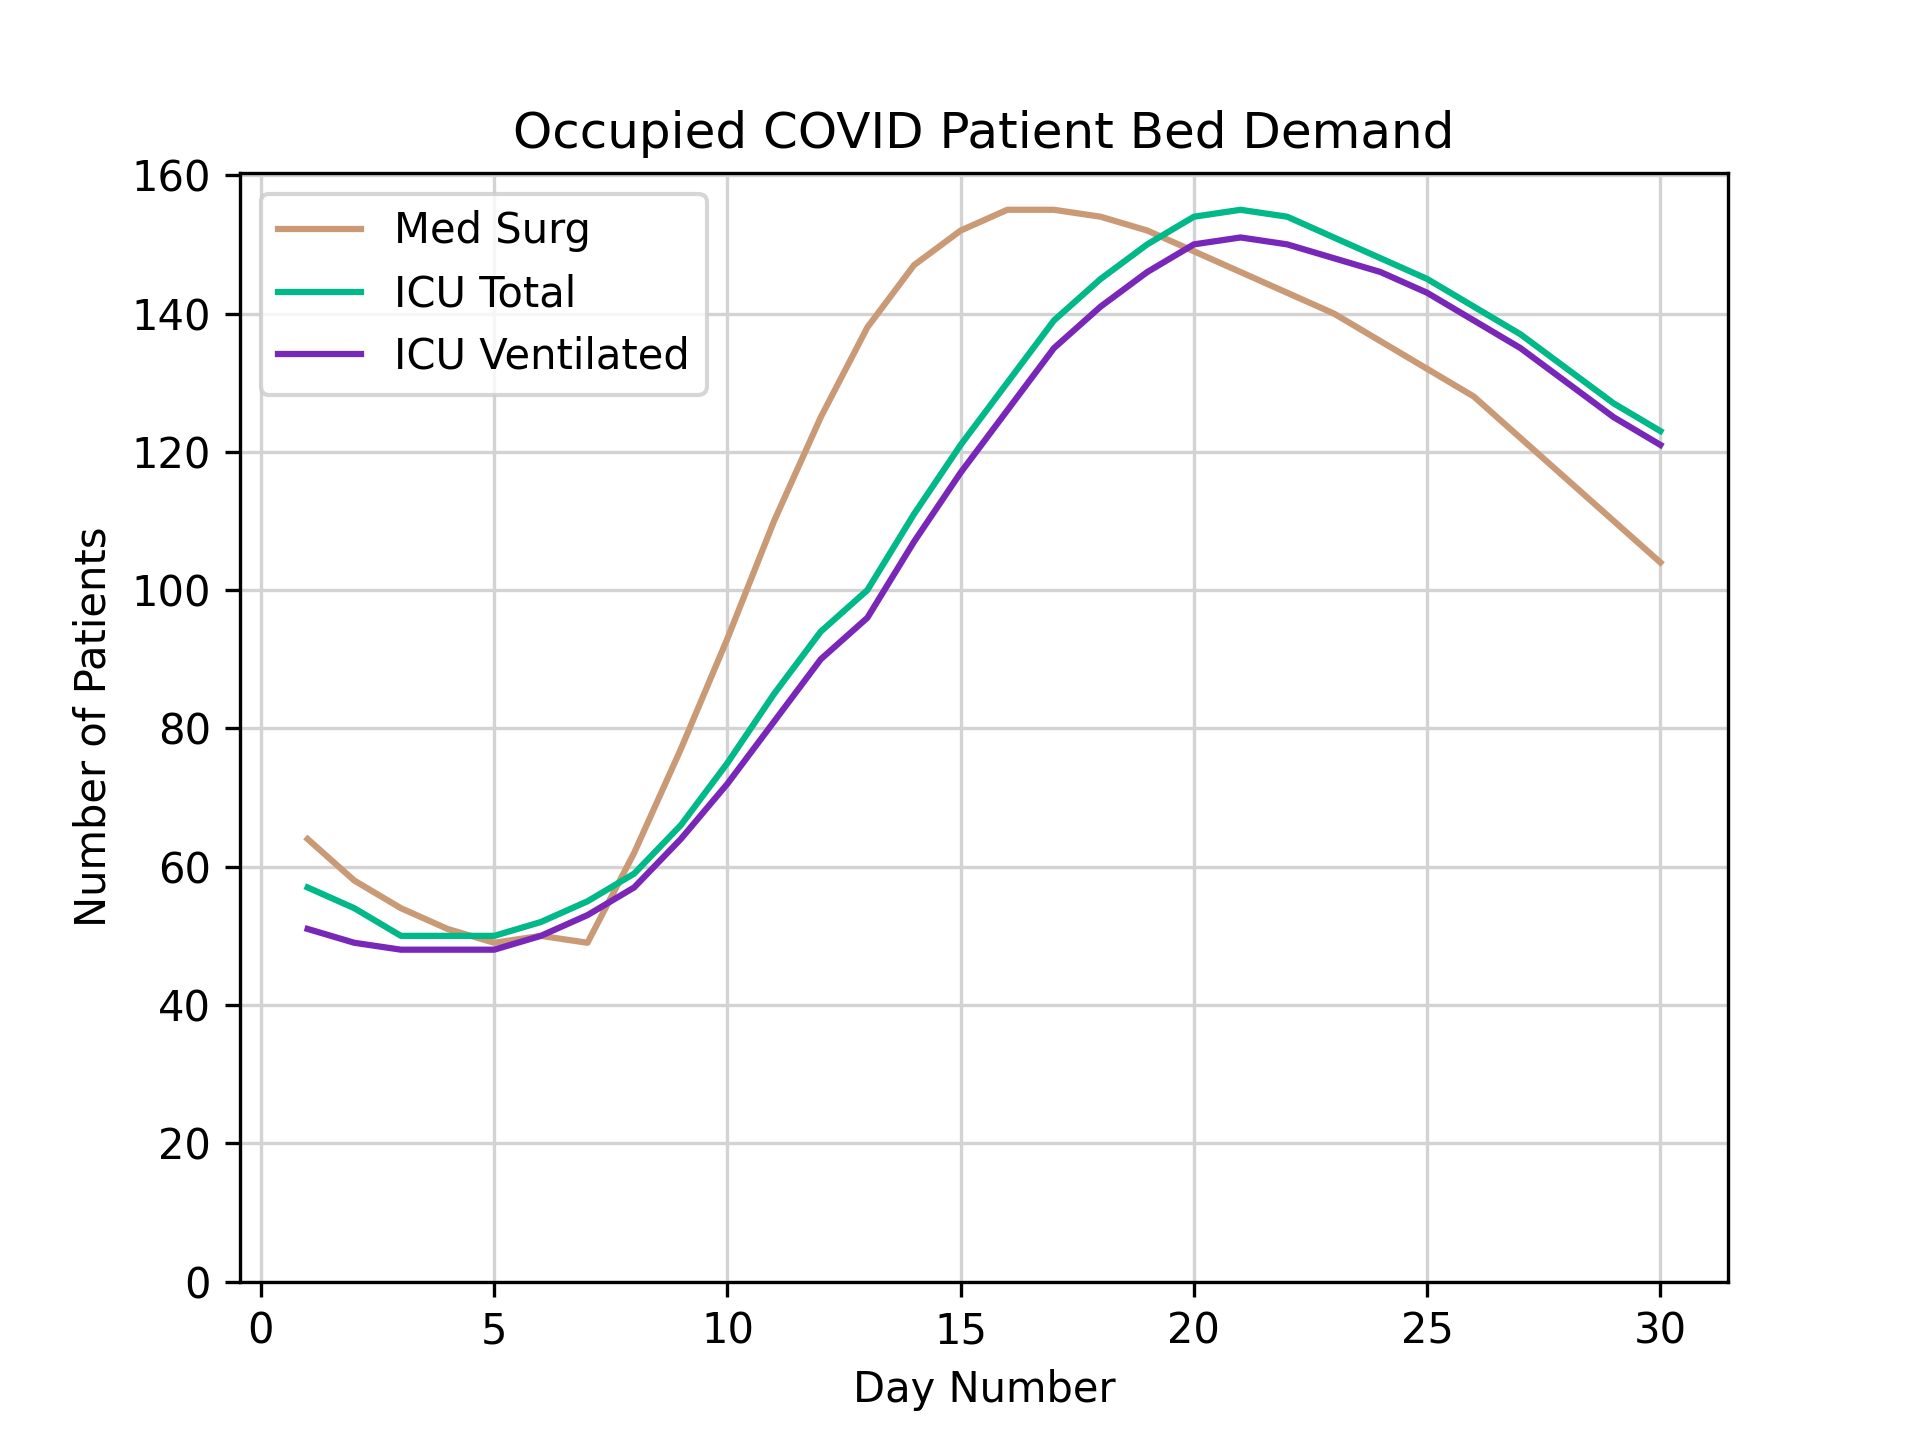 Occupied COVID Patient Bed Demand
160
140
120
100
80
60
40
20
0
Number of Patients
Med Surg
ICU Total
ICU Ventilated
0 5 10 15 20 25 30
Day Number